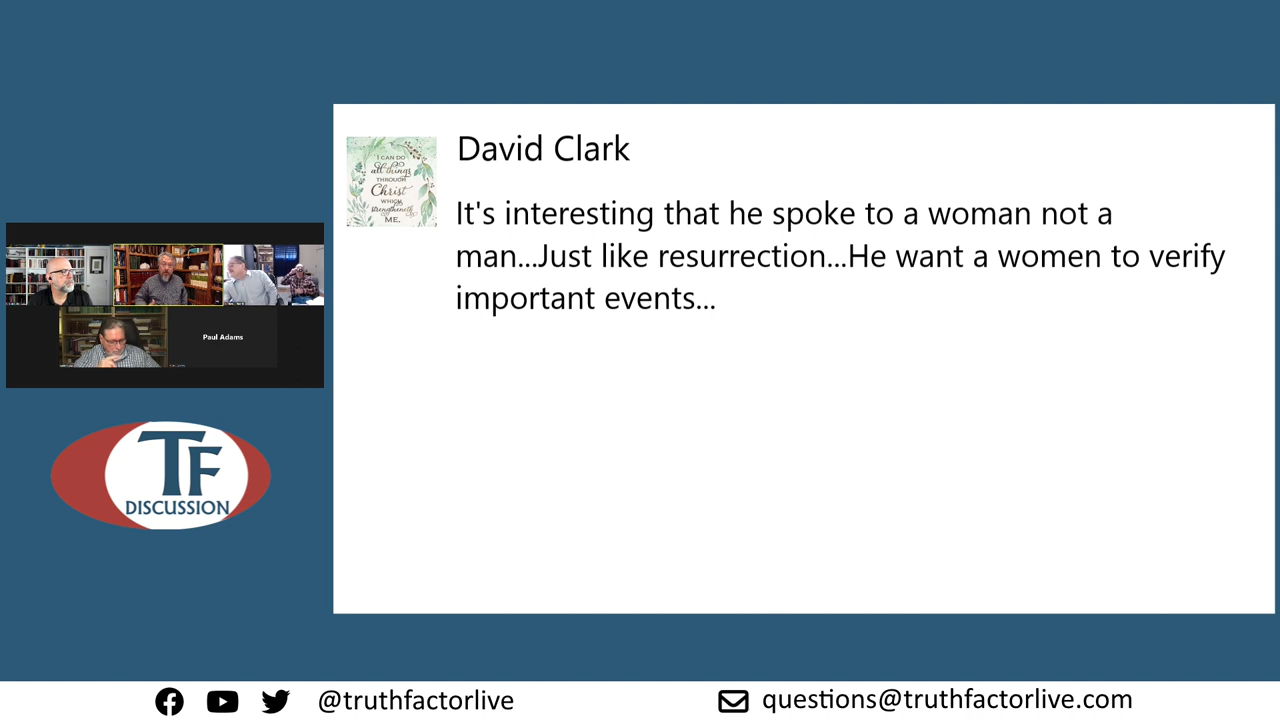 David Clark
I CAN DO
all things
THROUGH
Christ
WHICH
strengtheneth
ME.
It's interesting that he spoke to a woman not a
man...Just like resurrection...He want a women to verify
important events...
Paul Adams
TF
DISCUSSION
@truthfactorlive
questions@truthfactorlive.com